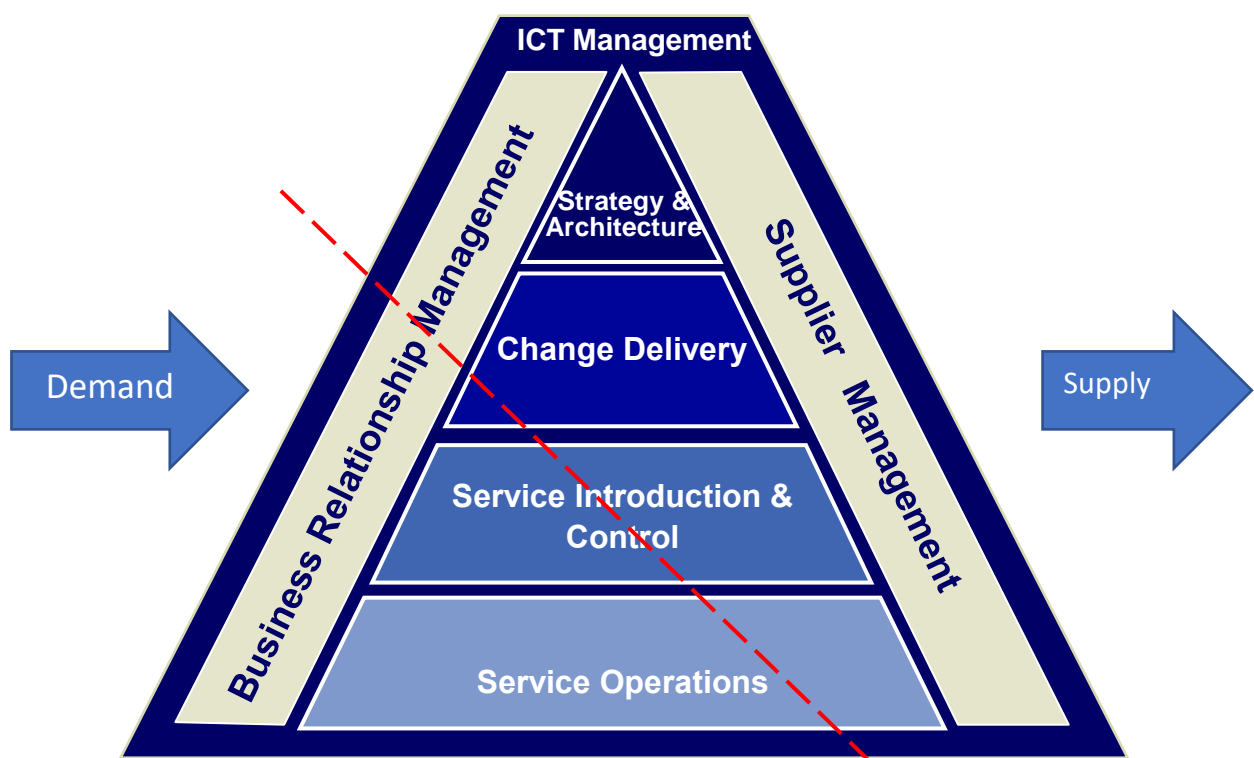 ICT Management
Demand
Business Relationship Management
Strategy &
Architecture
Change Delivery
Service Introduction &
Control
Service Operations
Supplier Management
Supply